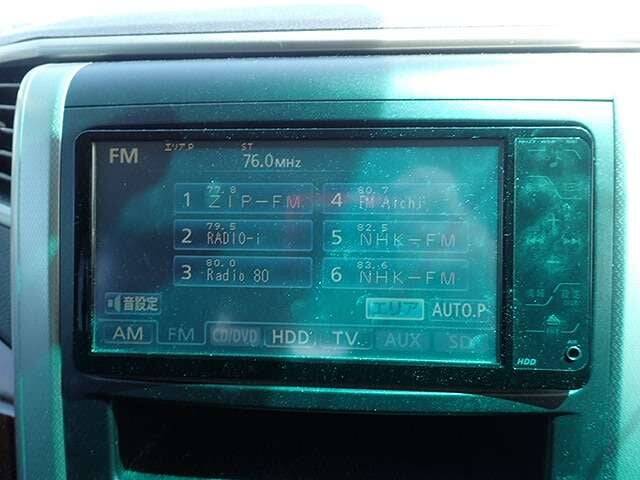 FM エリア.P ST
76.0MHz
77.8
1 ZIP-FM
79.5
2 RADIO-i
80.0
3 Radio 80
80.7
4 FM Aichi
82.5
5 NHK-FM
83.6
6 NHK-FM
音設定
エリア AUTO.P
AM FM CD/DVD HDD TV. AUX SD
設定
HDD